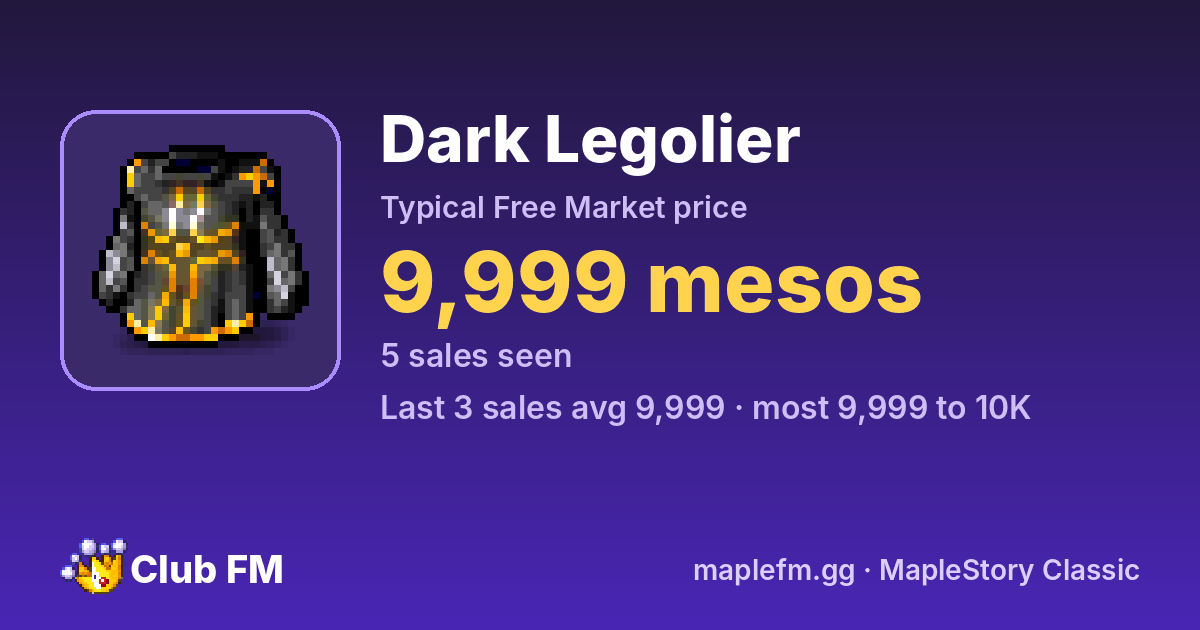 Dark Legolier
Typical Free Market price
9,999 mesos
5 sales seen
Last 3 sales avg 9,999 · most 9,999 to 10K
Club FM
maplefm.gg · MapleStory Classic